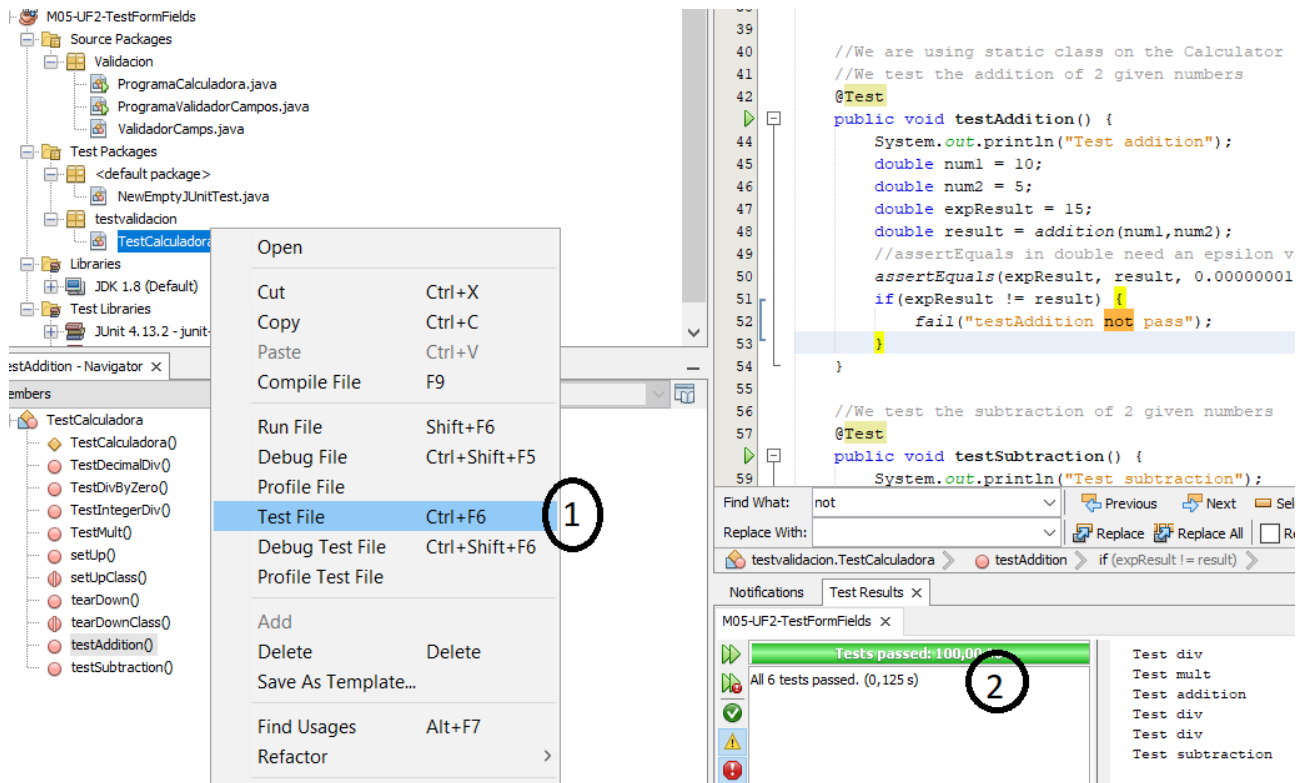 M05-UF2-TestFormFields
Source Packages
Validacion
ProgramaCalculadora.java
ProgramaValidadorCampos.java
ValidadorCamps.java
Test Packages
<default package>
NewEmptyJUnitTest.java
testvalidacion
TestCalculadora
Libraries
JDK 1.8 (Default)
Test Libraries
JUnit 4.13.2 - junit-
estAddition - Navigator
embers
TestCalculadora
TestCalculadora()
TestDecimalDiv()
TestDivByZero()
TestIntegerDiv()
TestMult()
setUp()
setUpClass()
tearDown()
tearDownClass()
testAddition()
testSubtraction()
Open
Cut Ctrl+X
Copy Ctrl+C
Paste Ctrl+V
Compile File F9
Run File Shift+F6
Debug File Ctrl+Shift+F5
Profile File
Test File Ctrl+F6
1
Debug Test File Ctrl+Shift+F6
Profile Test File
Add
Delete Delete
Save As Template...
Find Usages Alt+F7
Refactor
39
40 //We are using static class on the Calculator
41 //We test the addition of 2 given numbers
42 @Test
public void testAddition() {
44 System.out.println("Test addition");
45 double num1 = 10;
46 double num2 = 5;
47 double expResult = 15;
48 double result = addition(num1,num2);
49 //assertEquals in double need an epsilon v
50 assertEquals(expResult, result, 0.00000001
51 if(expResult != result) {
52 fail("testAddition not pass");
53 }
54 }
55
56 //We test the subtraction of 2 given numbers
57 @Test
public void testSubtraction() {
59 System.out.println("Test subtraction");
Find What: not Previous Next Sel
Replace With: Replace Replace All Re
testvalidacion.TestCalculadora testAddition if (expResult != result)
Notifications Test Results
M05-UF2-TestFormFields
Tests passed: 100,00
All 6 tests passed. (0,125 s)
2
Test div
Test mult
Test addition
Test div
Test div
Test subtraction